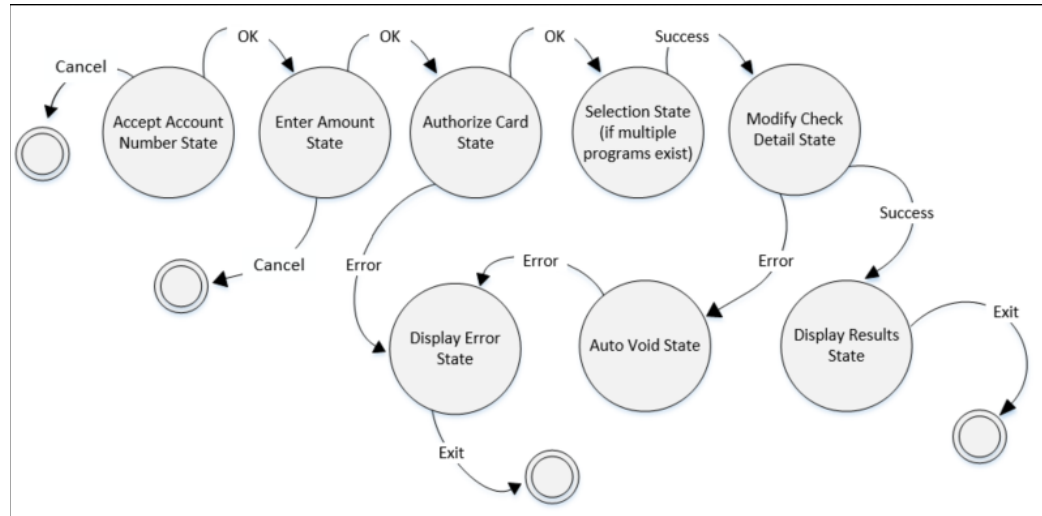 OK
OK
OK
Success
Cancel
Accept Account
Number State
Enter Amount
State
Authorize Card
State
Selection State
(if multiple
programs exist)
Modify Check
Detail State
Success
Cancel
Error
Error
Error
Display Error
State
Auto Void State
Display Results
State
Exit
Exit